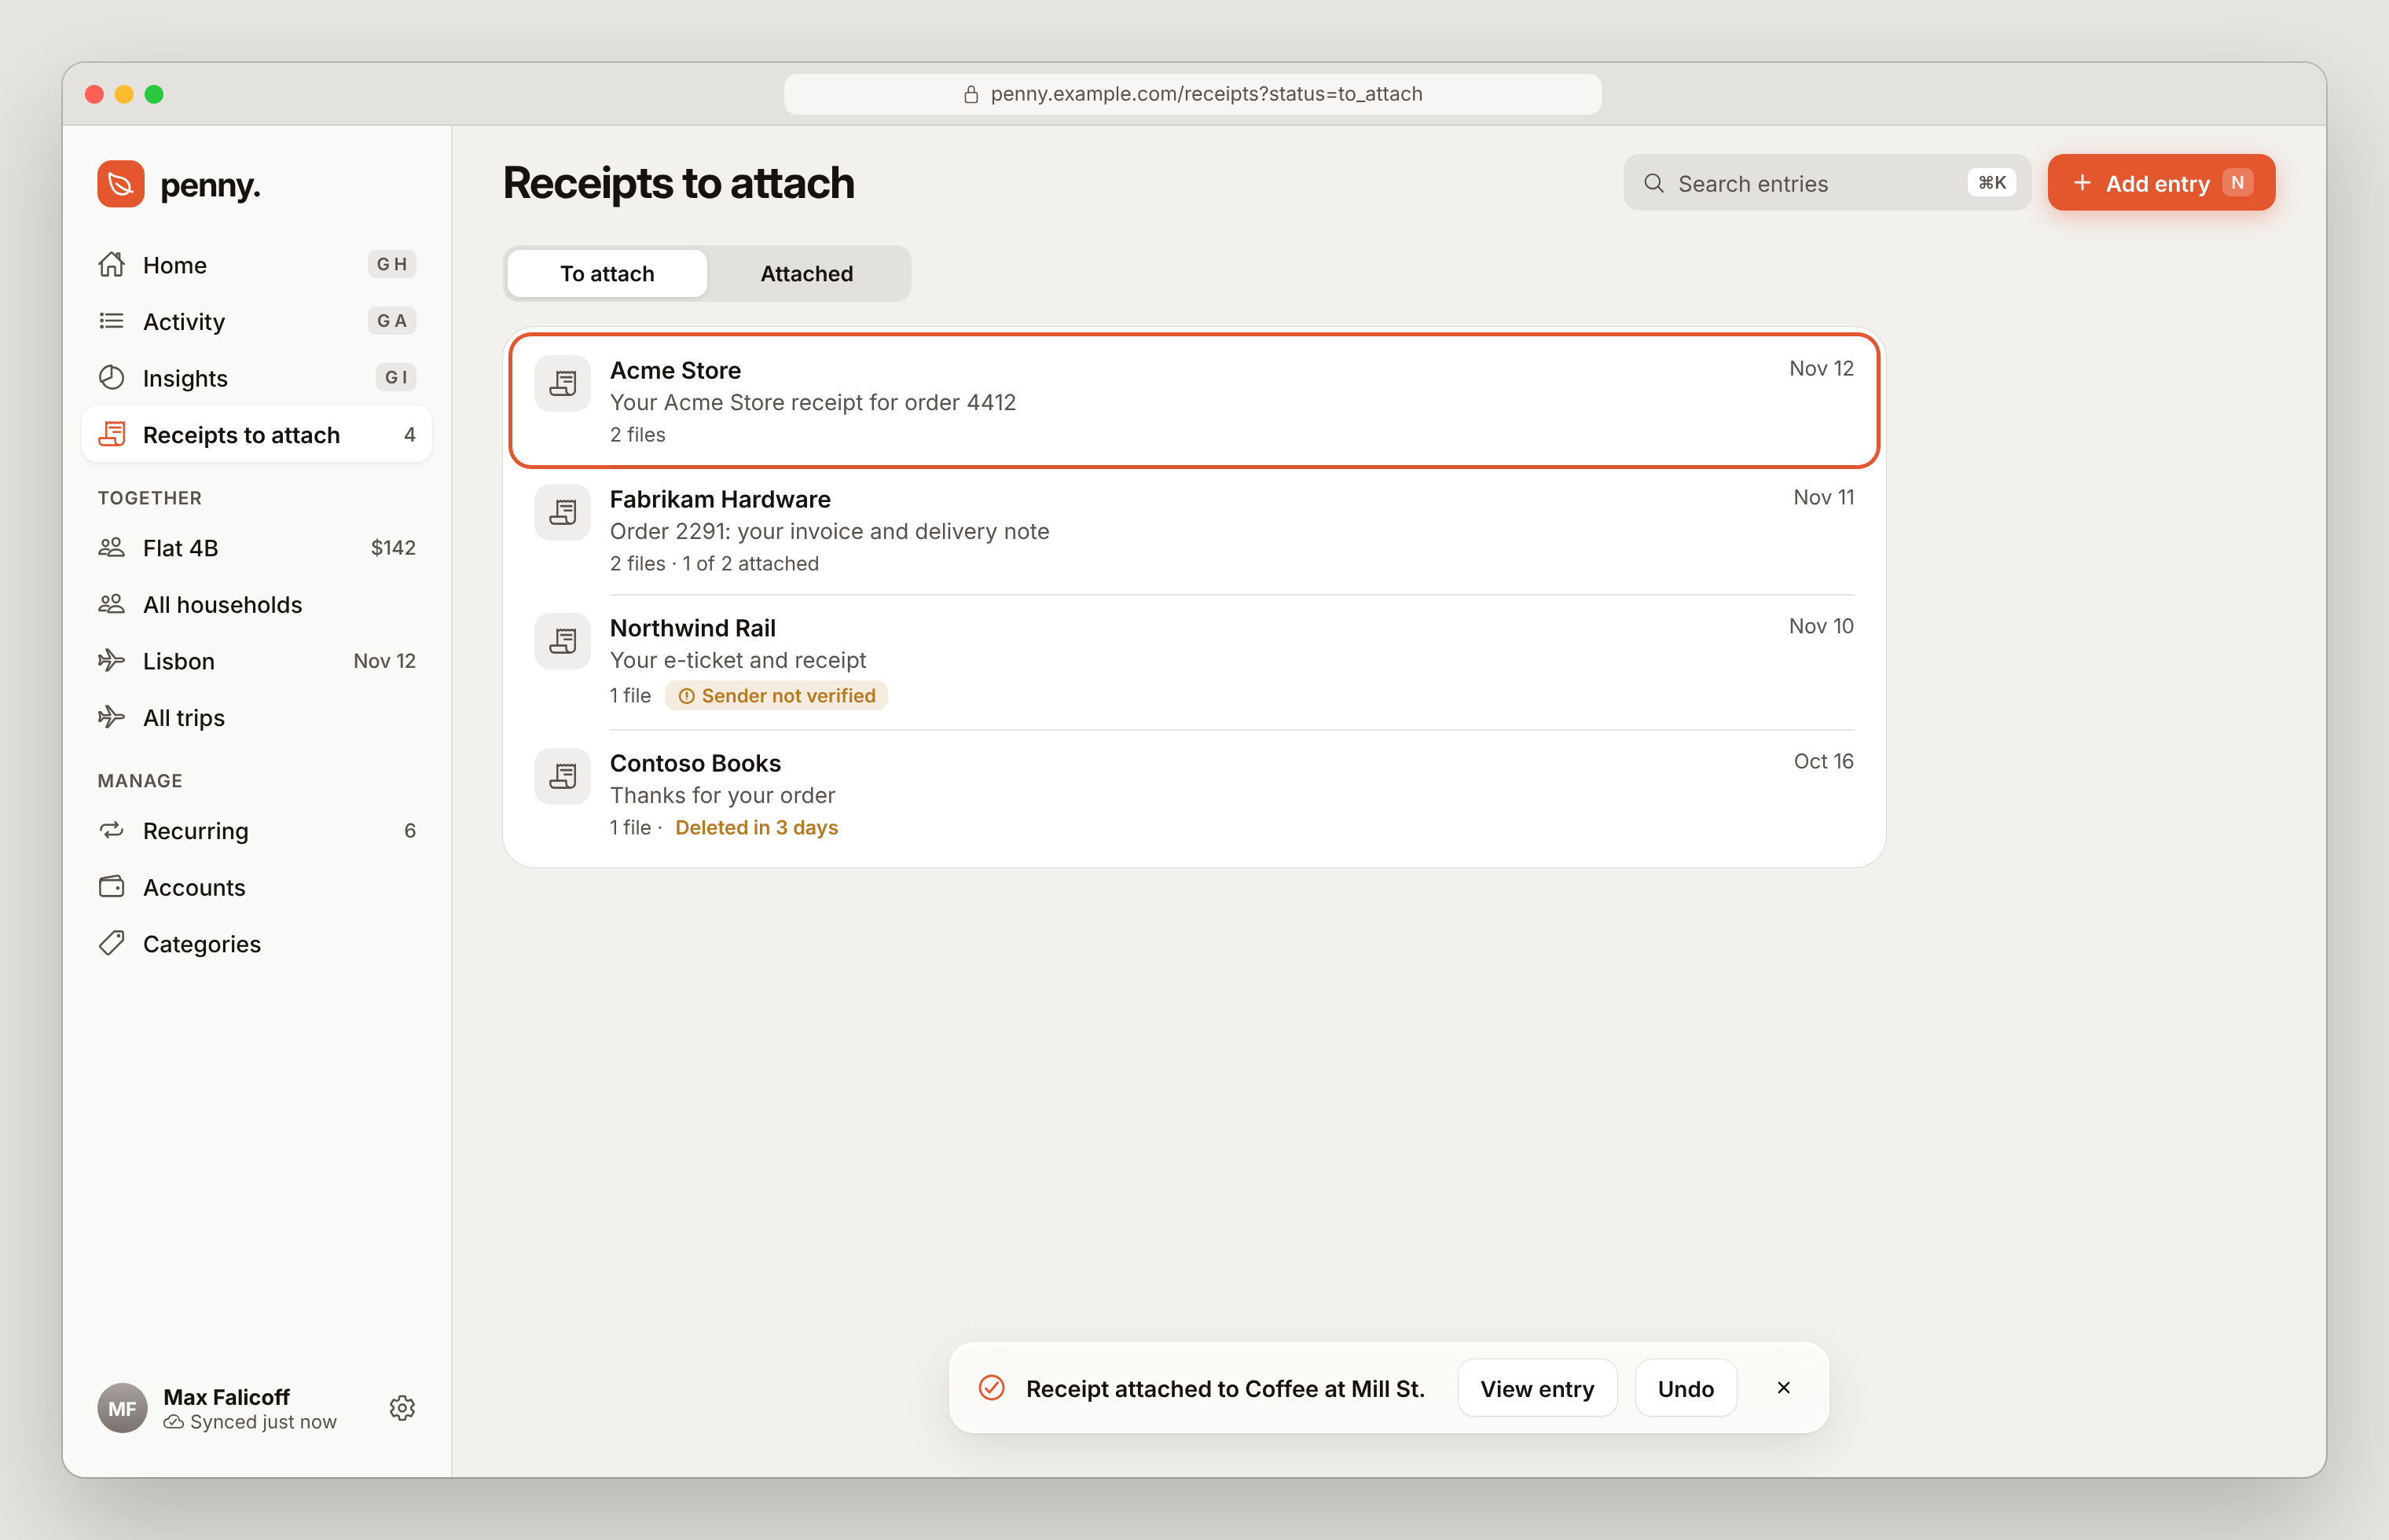 penny.example.com/receipts?status=to_attach
penny.
Home G H
Activity G A
Insights G I
Receipts to attach 4
TOGETHER
Flat 4B $142
All households
Lisbon Nov 12
All trips
MANAGE
Recurring 6
Accounts
Categories
MF
Max Falicoff
Synced just now
Receipts to attach
Search entries ⌘K
Add entry N
To attach Attached
Acme Store Nov 12
Your Acme Store receipt for order 4412
2 files
Fabrikam Hardware Nov 11
Order 2291: your invoice and delivery note
2 files · 1 of 2 attached
Northwind Rail Nov 10
Your e-ticket and receipt
1 file Sender not verified
Contoso Books Oct 16
Thanks for your order
1 file · Deleted in 3 days
Receipt attached to Coffee at Mill St. View entry Undo